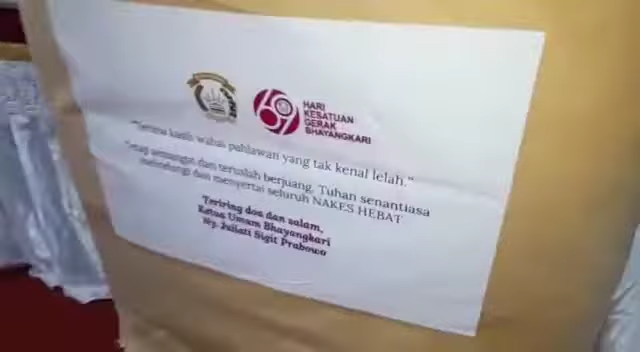 69
HARI
KESATUAN
GERAK
BHAYANGKARI
"Terima kasih wahai pahlawan yang tak kenal lelah."
Tetap semangat dan teruslah berjuang. Tuhan senantiasa
melindungi dan menyertai seluruh NAKES HEBAT
Teriring doa dan salam,
Ketua Umum Bhayangkari
Ny. Juliati Sigit Prabowo